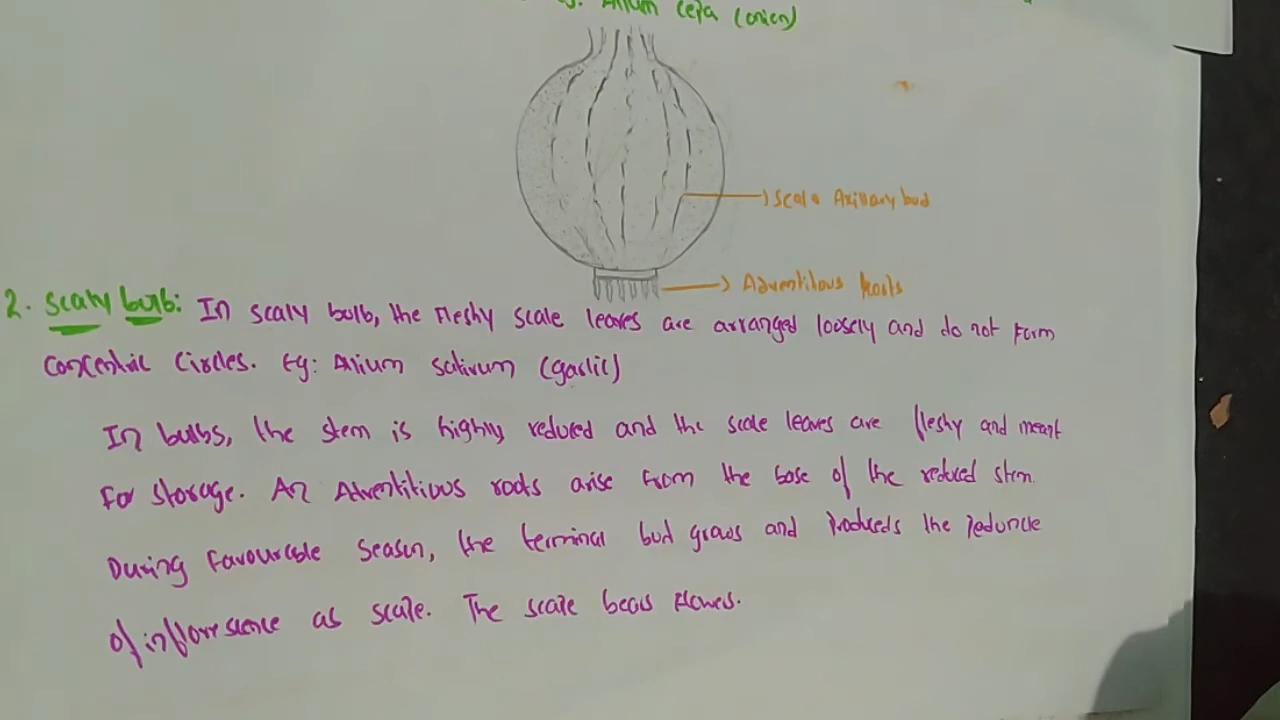 Allium cepa (onion)
Scale Axillary bud
Adventitous Roots
2. Scaly bulb: In scaly bulb, the fleshy scale leaves are arranged loosely and do not form
concentric circles. Eg: Allium sativum (garlic)
In bulbs, the stem is highly reduced and the scale leaves are fleshy and meant
for storage. An Adventitious roots arise from the base of the reduced stem.
During favourable season, the terminal bud grows and produceds the peduncle
of inflorescence as scape. The scape bears flowers.